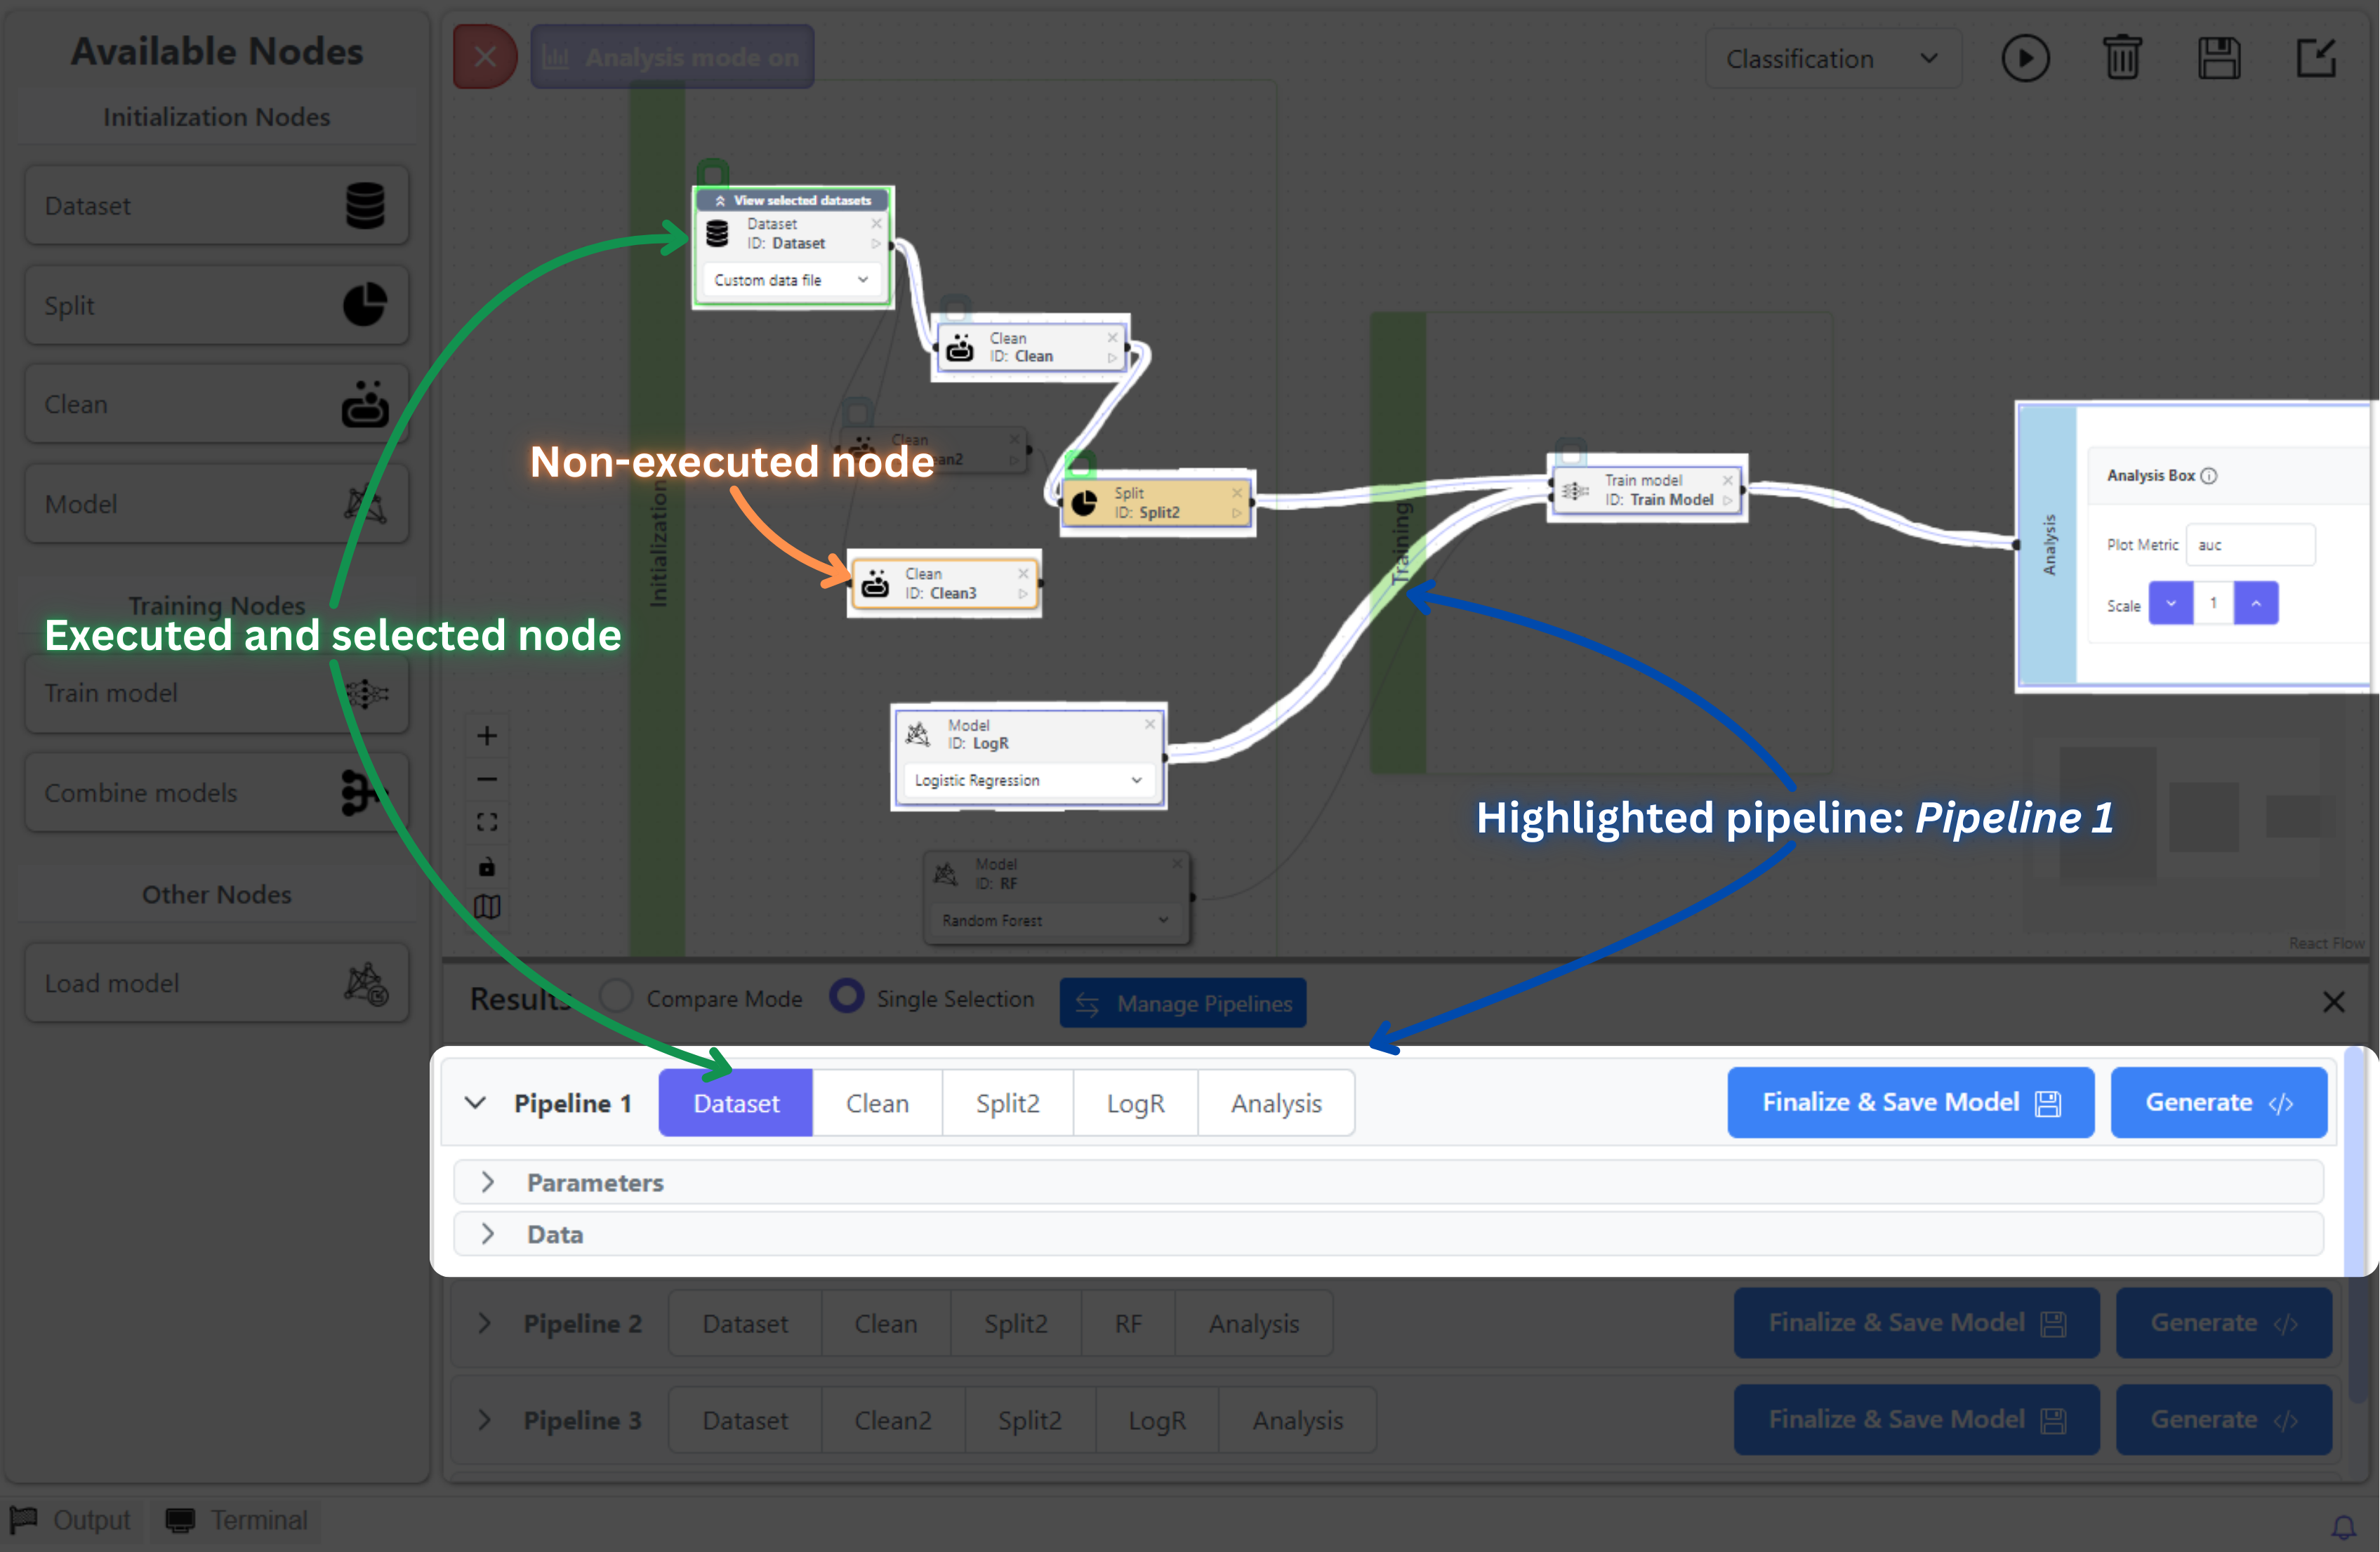 Available Nodes
Initialization Nodes
Dataset
Split
Clean
Model
Training Nodes
Train model
Combine models
Other Nodes
Load model
Analysis mode on
Classification
Initialization
View selected datasets
Dataset
ID: Dataset
Custom data file
Clean
ID: Clean
Clean
an2
Split
ID: Split2
Clean
ID: Clean3
Model
ID: LogR
Logistic Regression
Model
ID: RF
Random Forest
Training
Train model
ID: Train Model
Analysis
Analysis Box
Plot Metric auc
Scale 1
React Flow
Non-executed node
Executed and selected node
Highlighted pipeline: Pipeline 1
Results Compare Mode Single Selection Manage Pipelines
Pipeline 1 Dataset Clean Split2 LogR Analysis Finalize & Save Model Generate
Parameters
Data
Pipeline 2 Dataset Clean Split2 RF Analysis Finalize & Save Model Generate
Pipeline 3 Dataset Clean2 Split2 LogR Analysis Finalize & Save Model Generate
Output Terminal